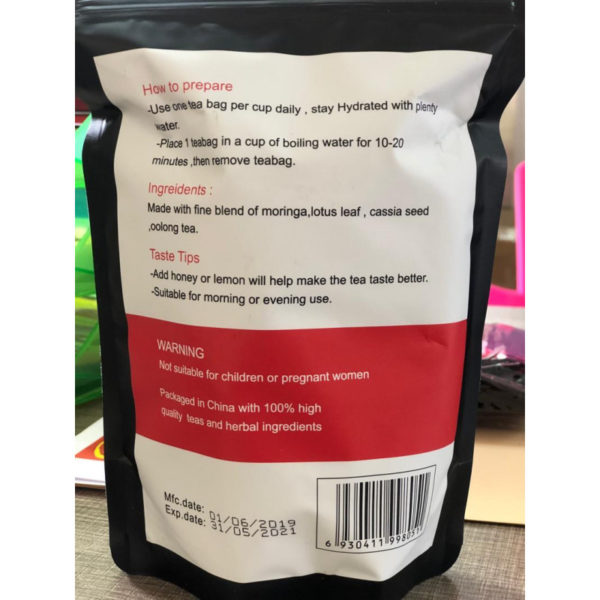 How to prepare
-Use one tea bag per cup daily , stay Hydrated with plenty
water.
-Place 1 teabag in a cup of boiling water for 10-20
minutes ,then remove teabag.
Ingreidents :
Made with fine blend of moringa,lotus leaf , cassia seed
,oolong tea.
Taste Tips
-Add honey or lemon will help make the tea taste better.
-Suitable for morning or evening use.
WARNING
Not suitable for children or pregnant women
Packaged in China with 100% high
quality teas and herbal ingredients
Mfc.date: 01/06/2019
Exp.date: 31/05/2021